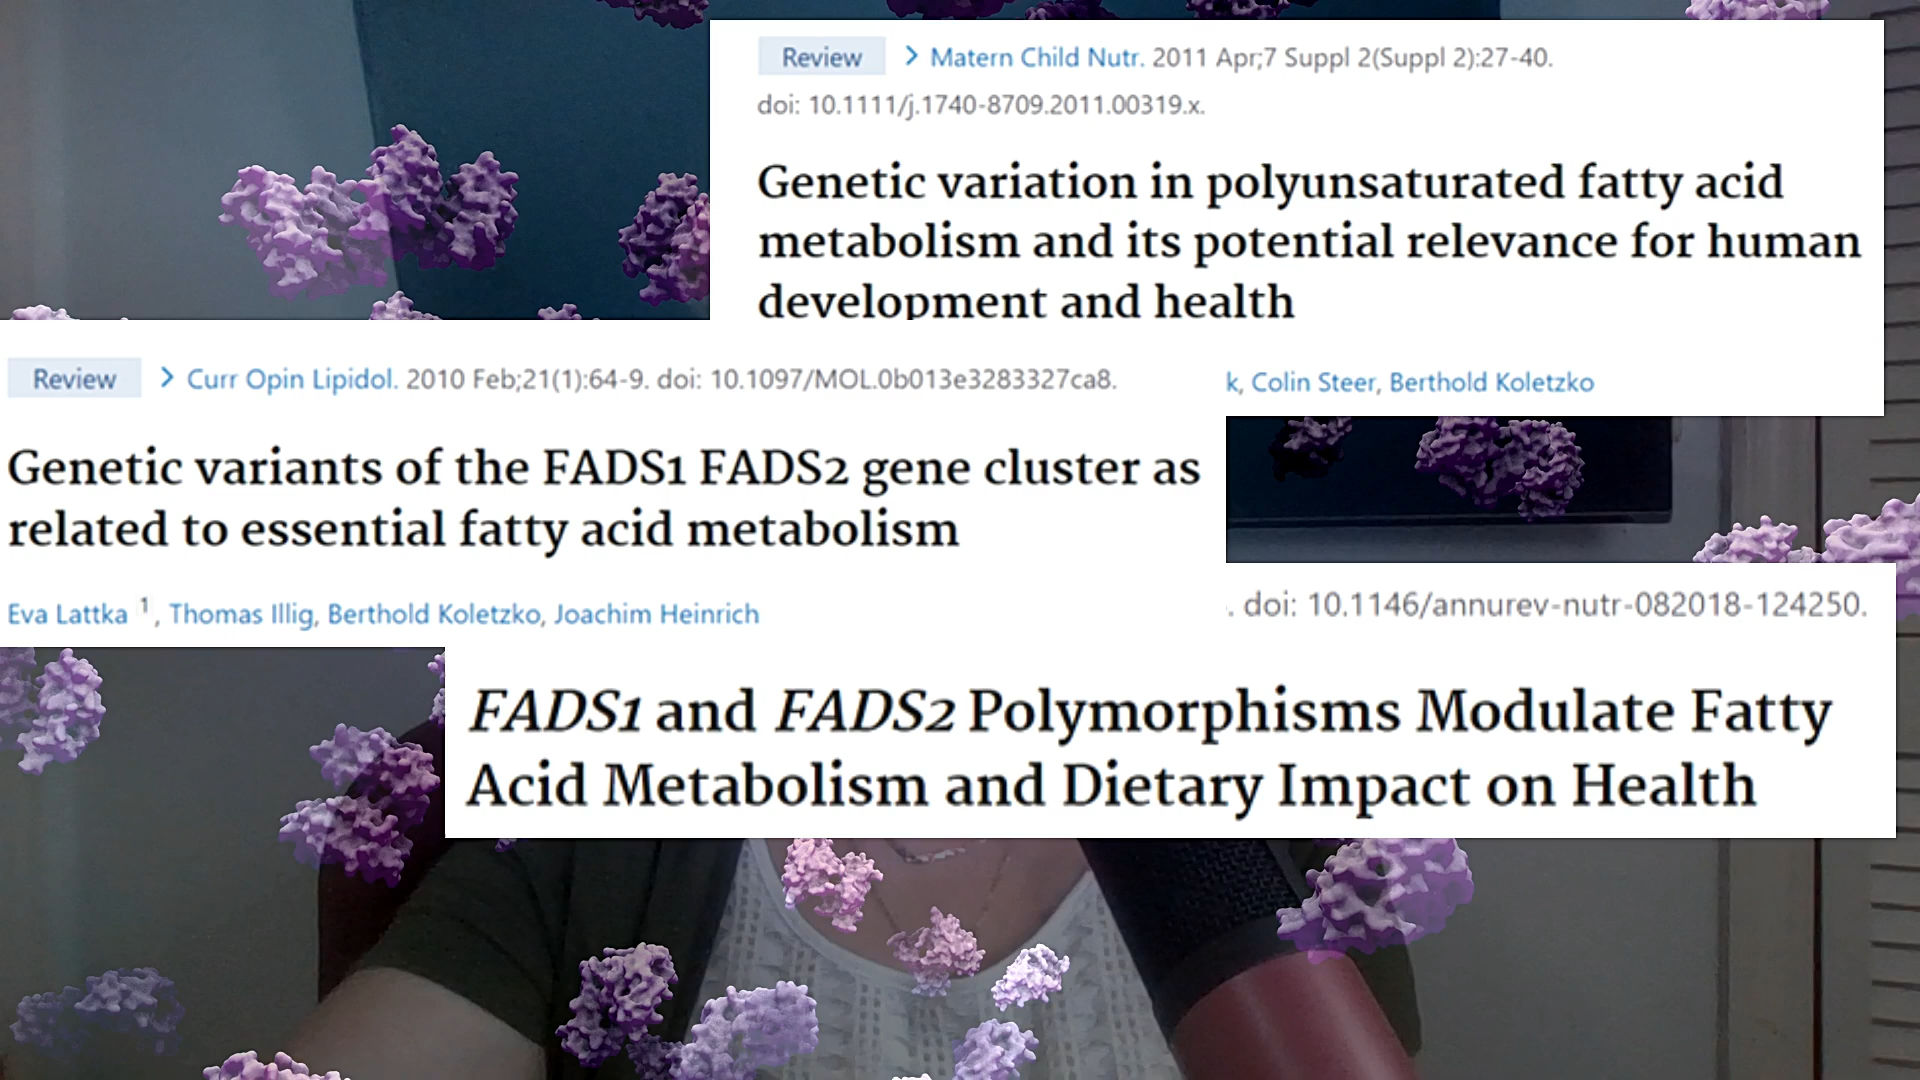 Review > Matern Child Nutr. 2011 Apr;7 Suppl 2(Suppl 2):27-40.
doi: 10.1111/j.1740-8709.2011.00319.x.
Genetic variation in polyunsaturated fatty acid
metabolism and its potential relevance for human
development and health
k, Colin Steer, Berthold Koletzko
Review > Curr Opin Lipidol. 2010 Feb;21(1):64-9. doi: 10.1097/MOL.0b013e3283327ca8.
Genetic variants of the FADS1 FADS2 gene cluster as
related to essential fatty acid metabolism
Eva Lattka 1, Thomas Illig, Berthold Koletzko, Joachim Heinrich
. doi: 10.1146/annurev-nutr-082018-124250.
FADS1 and FADS2 Polymorphisms Modulate Fatty
Acid Metabolism and Dietary Impact on Health